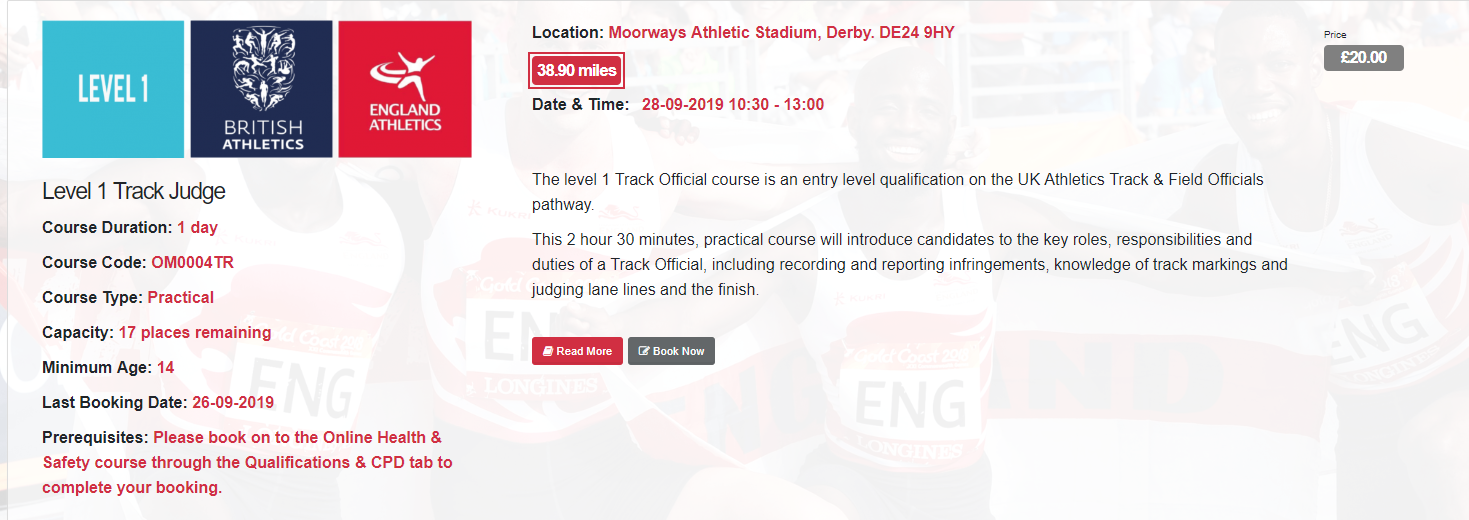 LEVEL 1
BRITISH
ATHLETICS
ENGLAND
ATHLETICS
Level 1 Track Judge
Course Duration: 1 day
Course Code: OM0004TR
Course Type: Practical
Capacity: 17 places remaining
Minimum Age: 14
Last Booking Date: 26-09-2019
Prerequisites: Please book on to the Online Health &
Safety course through the Qualifications & CPD tab to
complete your booking.
Location: Moorways Athletic Stadium, Derby. DE24 9HY
38.90 miles
Date & Time: 28-09-2019 10:30 - 13:00
The level 1 Track Official course is an entry level qualification on the UK Athletics Track & Field Officials
pathway.
This 2 hour 30 minutes, practical course will introduce candidates to the key roles, responsibilities and
duties of a Track Official, including recording and reporting infringements, knowledge of track markings and
judging lane lines and the finish.
Read More
Book Now
Price
£20.00
ENG
LONGINES
ENG
LONGINES
ENG